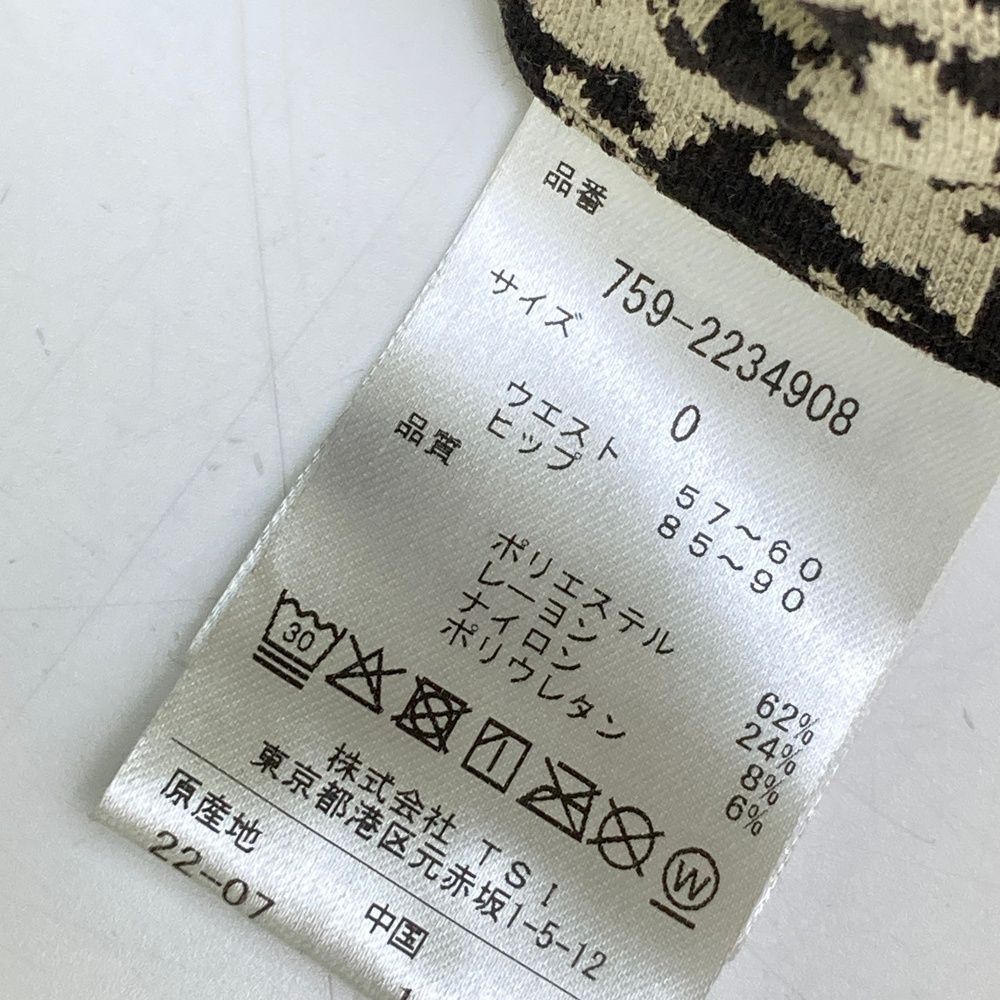 品番
759-2234908
サイズ
0
ウエスト 57~60
ヒップ 85~90
品質
ポリエステル 62%
レーヨン 24%
ナイロン 8%
ポリウレタン 6%
30
W
株式会社 TSI
東京都港区元赤坂1-5-12
原産地 中国
22-07